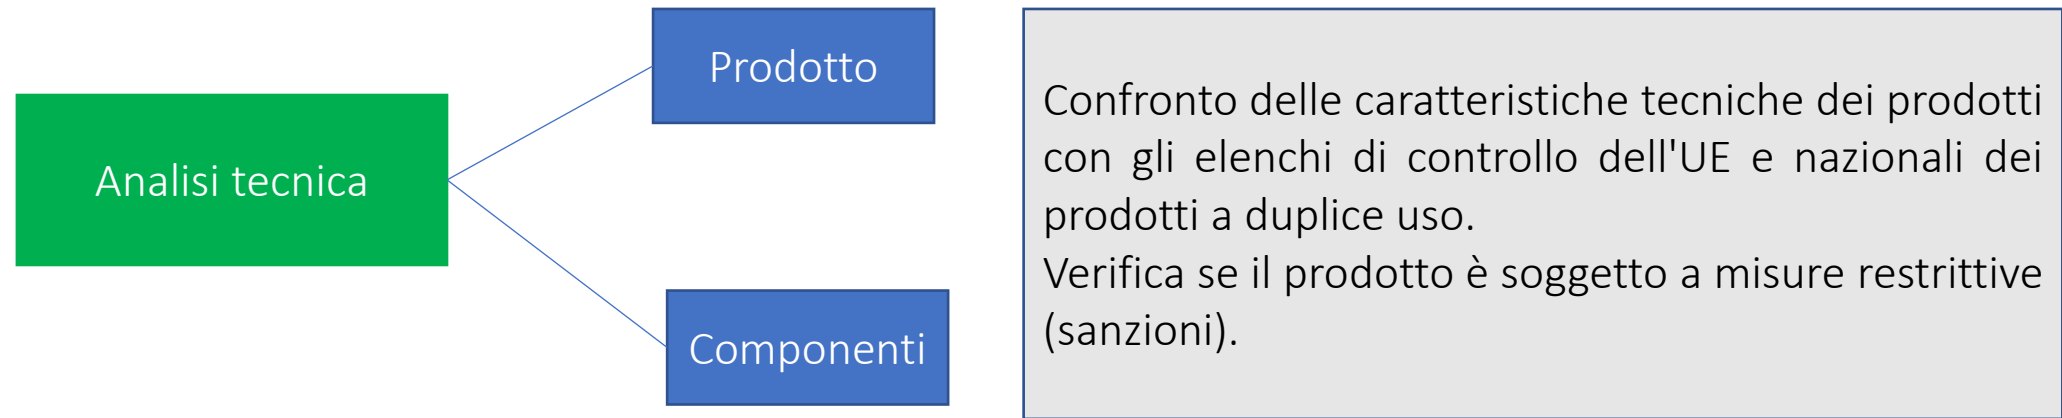 Analisi tecnica
Prodotto
Componenti
Confronto delle caratteristiche tecniche dei prodotti
con gli elenchi di controllo dell'UE e nazionali dei
prodotti a duplice uso.
Verifica se il prodotto è soggetto a misure restrittive
(sanzioni).